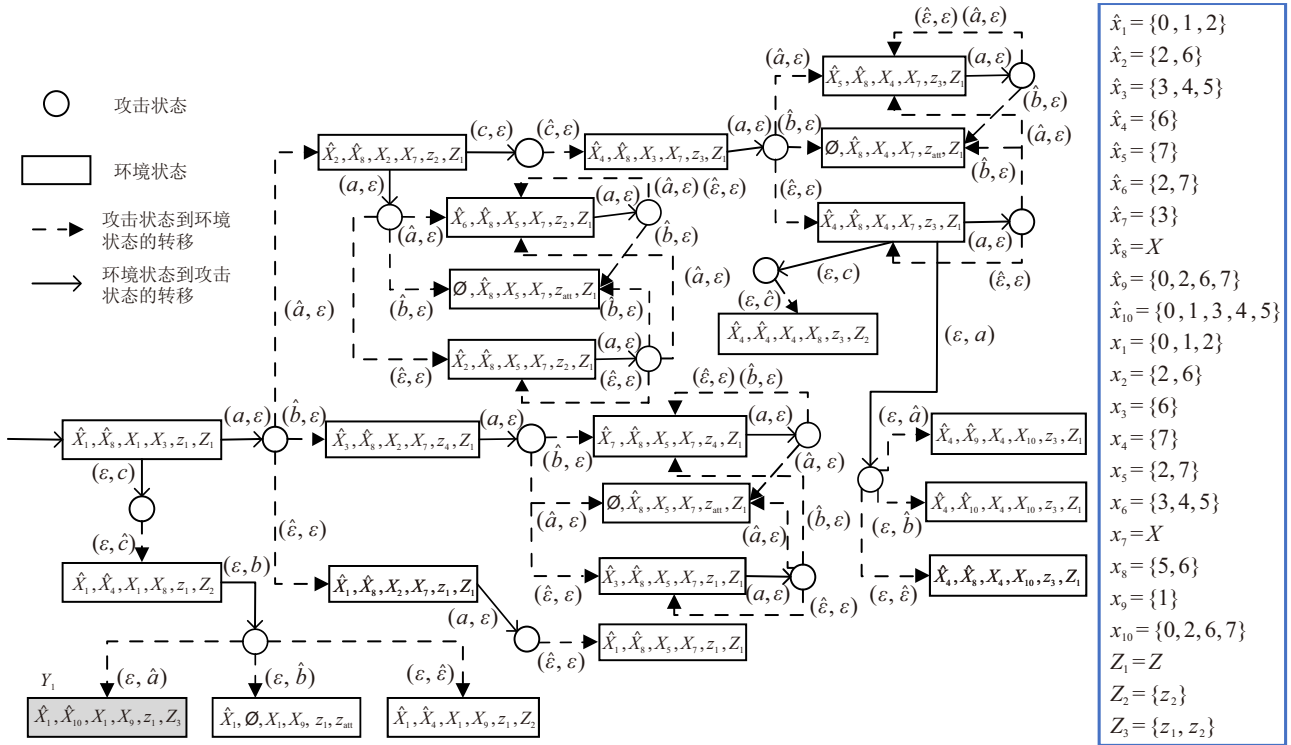 攻击状态
环境状态
攻击状态到环境
状态的转移
环境状态到攻击
状态的转移
(ε̂, ε) (â, ε)
(â, ε)
X̂₅, X̂₈, X₄, X₇, z₃, Z₁
(a, ε)
(b̂, ε)
(b̂, ε)
(â, ε)
∅, X̂₈, X₄, X₇, z_att, Z₁
(b̂, ε)
X̂₂, X̂₈, X₂, X₇, z₂, Z₁
(c, ε)
(ĉ, ε)
X̂₄, X̂₈, X₃, X₇, z₃, Z₁
(a, ε)
(ε̂, ε)
X̂₄, X̂₈, X₄, X₇, z₃, Z₁
(a, ε)
(ε̂, ε)
(a, ε)
(â, ε)
X̂₆, X̂₈, X₅, X₇, z₂, Z₁
(a, ε)
(â, ε) (ε̂, ε)
(b̂, ε)
(ε, c)
(ε, ĉ)
X̂₄, X̂₄, X₄, X₈, z₃, Z₂
(ε, a)
(â, ε)
(b̂, ε)
∅, X̂₈, X₅, X₇, z_att, Z₁
(b̂, ε)
(â, ε)
(ε̂, ε)
X̂₂, X̂₈, X₅, X₇, z₂, Z₁
(a, ε)
(ε̂, ε)
X̂₁, X̂₈, X₁, X₃, z₁, Z₁
(a, ε)
(b̂, ε)
X̂₃, X̂₈, X₂, X₇, z₄, Z₁
(a, ε)
(b̂, ε)
(ε̂, ε) (b̂, ε)
X̂₇, X̂₈, X₅, X₇, z₄, Z₁
(a, ε)
(â, ε)
(ε, â)
X̂₄, X̂₉, X₄, X₁₀, z₃, Z₁
(ε, c)
(â, ε)
∅, X̂₈, X₅, X₇, z_att, Z₁
(â, ε)
(b̂, ε)
(ε, b̂)
X̂₄, X̂₁₀, X₄, X₁₀, z₃, Z₁
(ε, ĉ)
(ε̂, ε)
(ε̂, ε)
X̂₃, X̂₈, X₅, X₇, z₁, Z₁
(a, ε)
(ε̂, ε)
(ε, ε̂)
X̂₄, X̂₈, X₄, X₁₀, z₃, Z₁
X̂₁, X̂₄, X₁, X₈, z₁, Z₂
(ε, b)
X̂₁, X̂₈, X₂, X₇, z₁, Z₁
(a, ε)
(ε̂, ε)
X̂₁, X̂₈, X₅, X₇, z₁, Z₁
Y₁
(ε, â)
(ε, b̂)
(ε, ε̂)
X̂₁, X̂₁₀, X₁, X₉, z₁, Z₃
X̂₁, ∅, X₁, X₉, z₁, z_att
X̂₁, X̂₄, X₁, X₉, z₁, Z₂
x̂₁={0,1,2}
x̂₂={2,6}
x̂₃={3,4,5}
x̂₄={6}
x̂₅={7}
x̂₆={2,7}
x̂₇={3}
x̂₈=X
x̂₉={0,2,6,7}
x̂₁₀={0,1,3,4,5}
x₁={0,1,2}
x₂={2,6}
x₃={6}
x₄={7}
x₅={2,7}
x₆={3,4,5}
x₇=X
x₈={5,6}
x₉={1}
x₁₀={0,2,6,7}
Z₁=Z
Z₂={z₂}
Z₃={z₁,z₂}